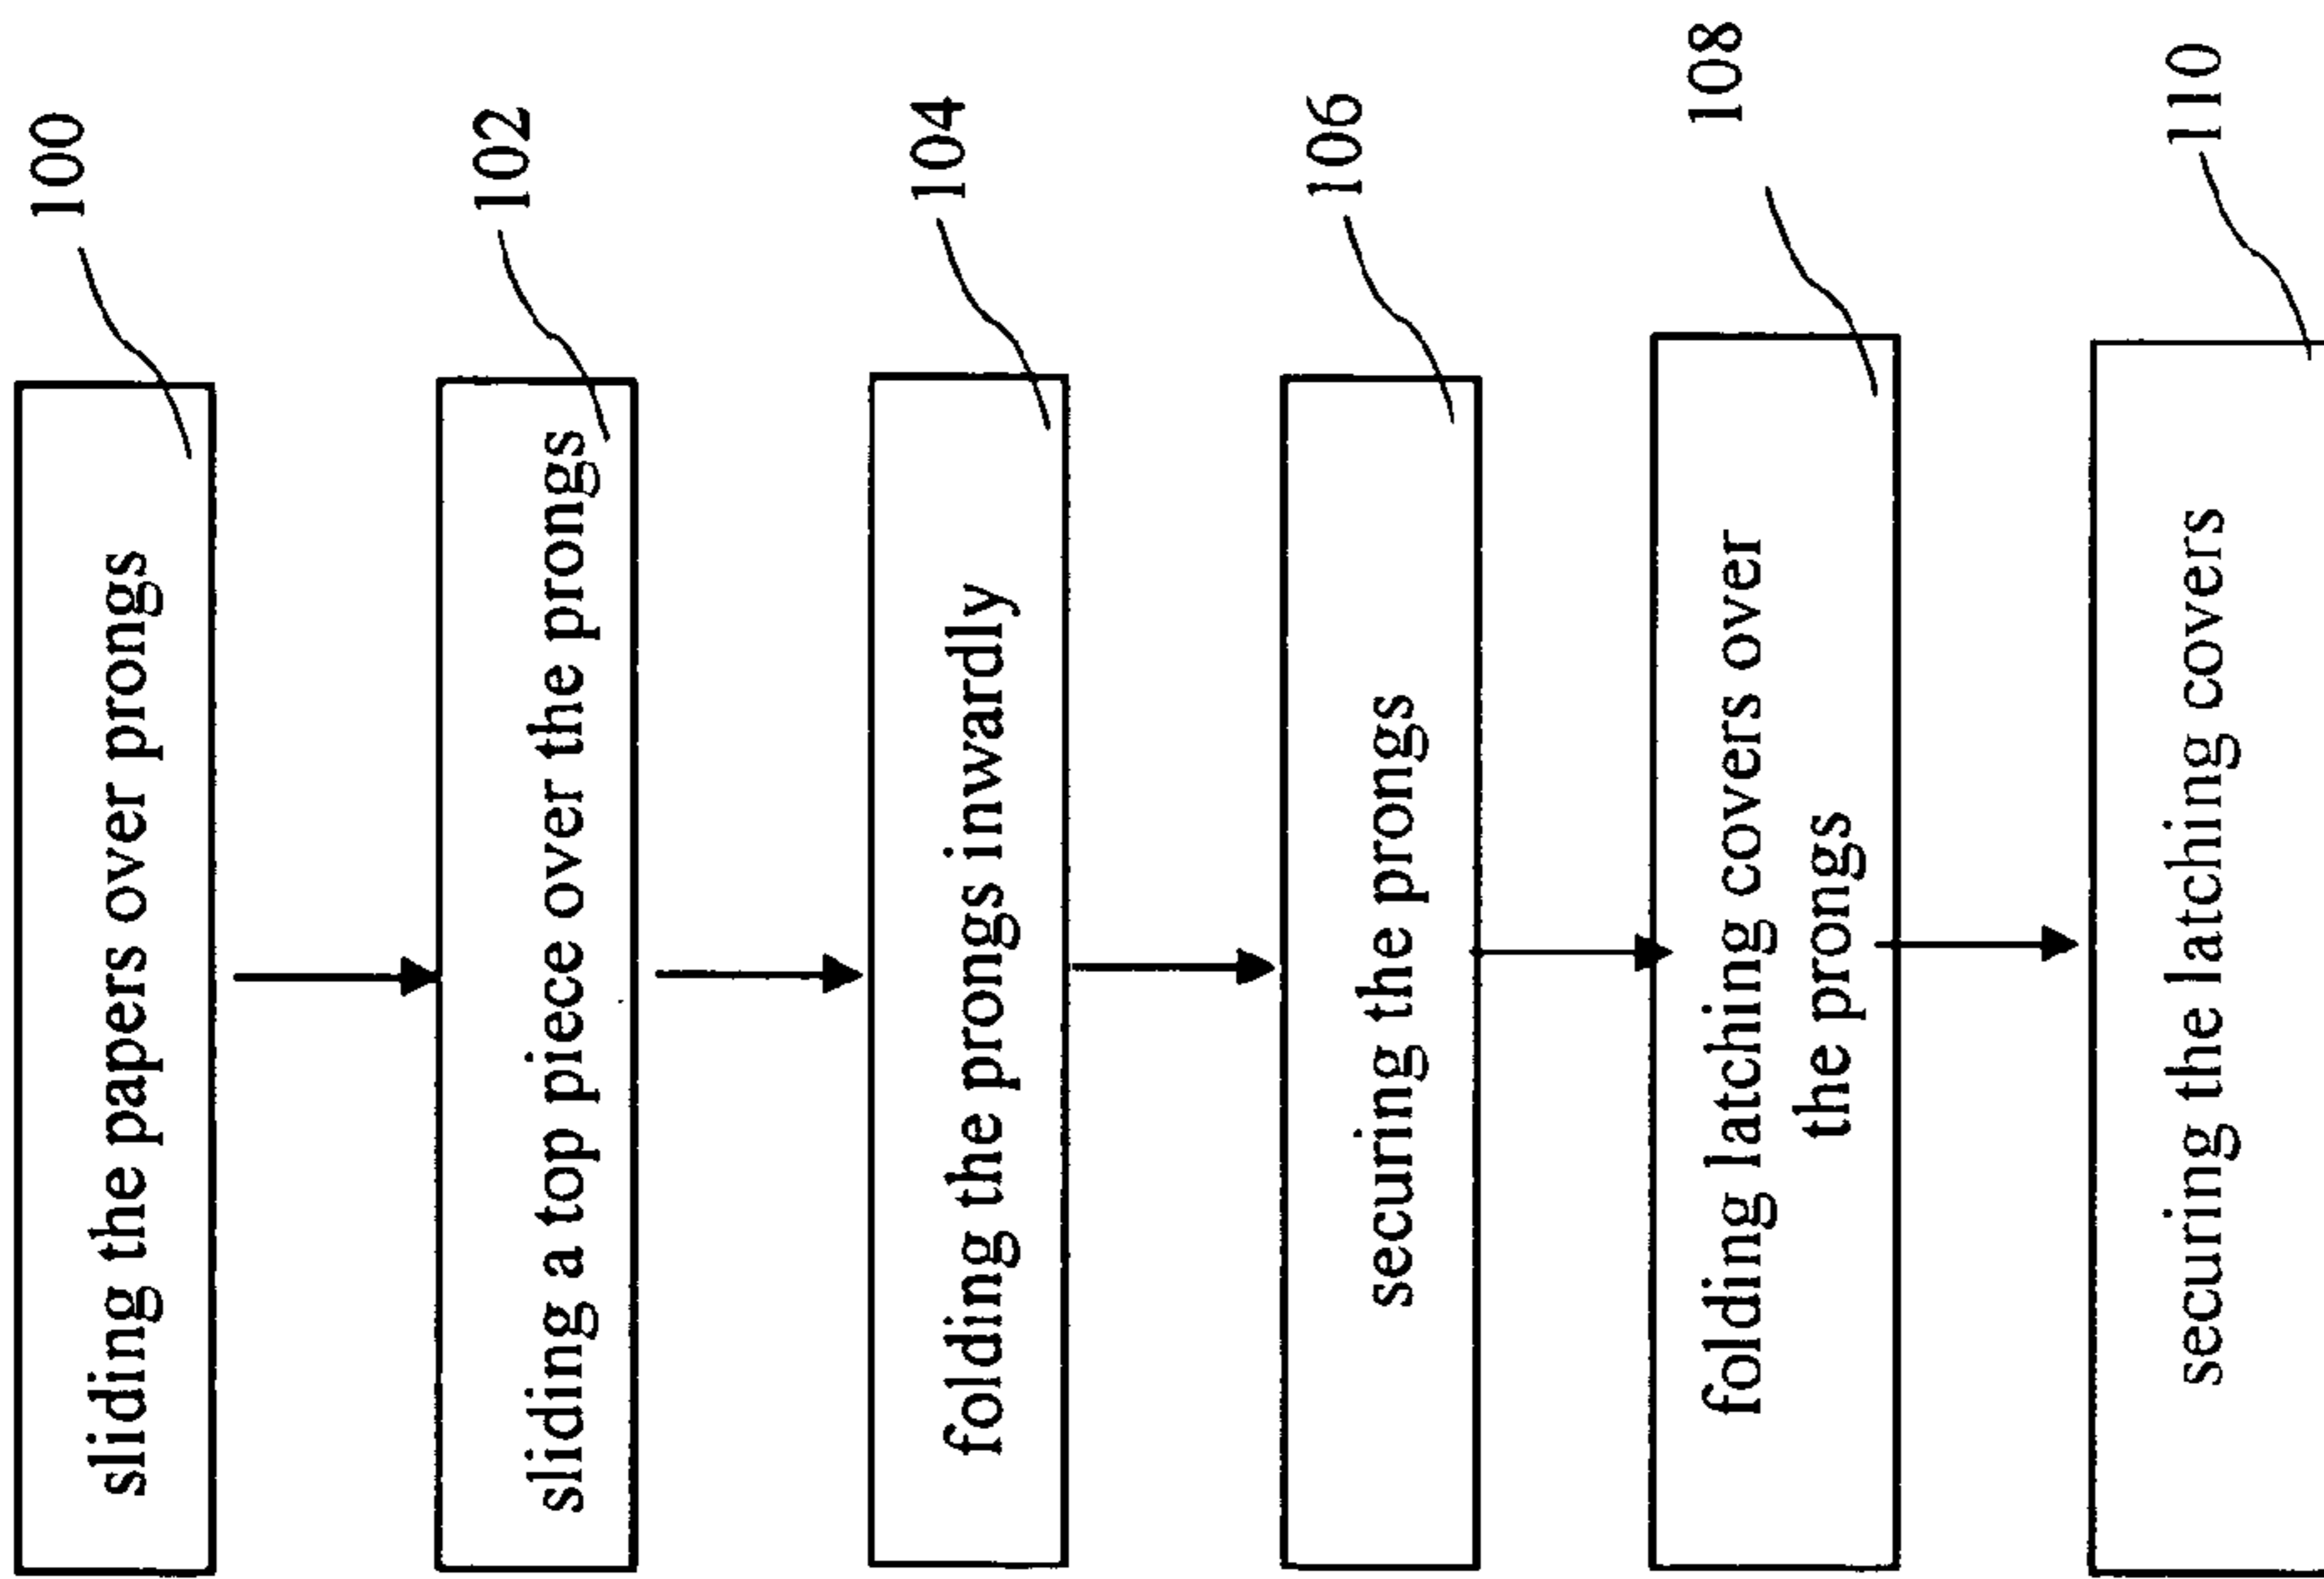 sliding the papers over prongs
100
sliding a top piece over the prongs
102
folding the prongs inwardly
104
securing the prongs
106
folding latching covers over
the prongs
108
securing the latching covers
110